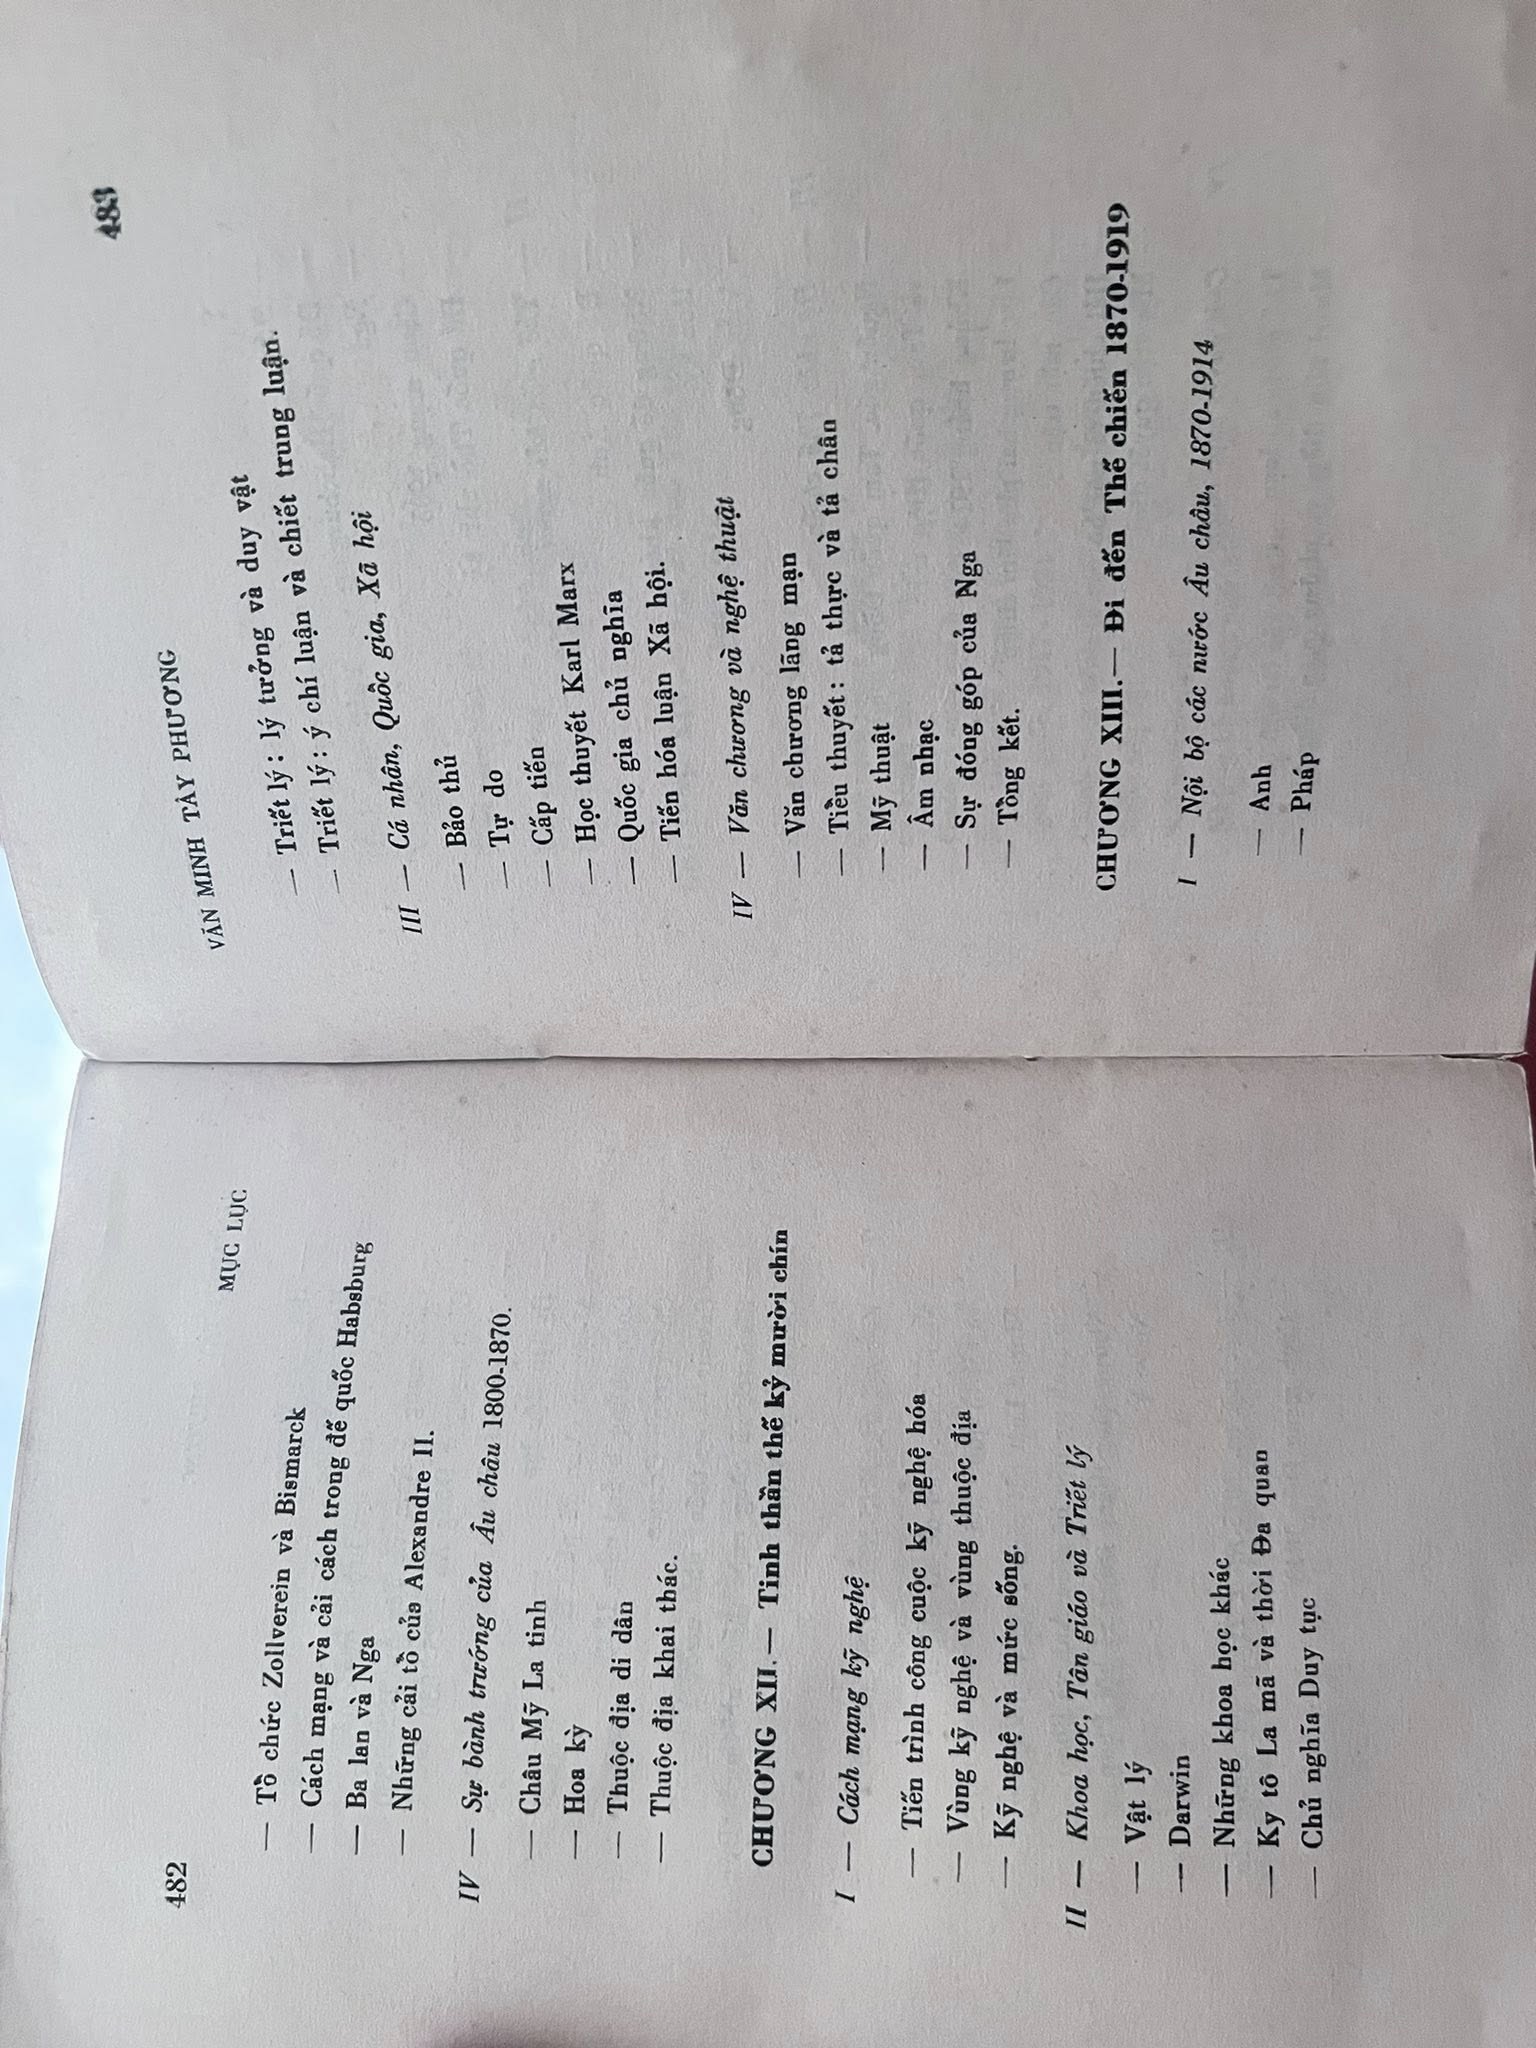 482
MỤC LỤC
— Tổ chức Zollverein và Bismarck
— Cách mạng và cải cách trong đế quốc Habsburg
— Ba lan và Nga
— Những cải tổ của Alexandre II.
IV — Sự bành trướng của Âu châu 1800-1870.
— Châu Mỹ La tinh
— Hoa kỳ
— Thuộc địa di dân
— Thuộc địa khai thác.
CHƯƠNG XII.— Tinh thần thế kỷ mười chín
I — Cách mạng kỹ nghệ
— Tiến trình công cuộc kỹ nghệ hóa
— Vùng kỹ nghệ và vùng thuộc địa
— Kỹ nghệ và mức sống.
II — Khoa học, Tân giáo và Triết lý
— Vật lý
— Darwin
— Những khoa học khác
— Ky tô La mã và thời Đa quan
— Chủ nghĩa Duy tục
VĂN MINH TÂY PHƯƠNG
483
— Triết lý : lý tưởng và duy vật
— Triết lý : ý chí luận và chiết trung luận.
III — Cá nhân, Quốc gia, Xã hội
— Bảo thủ
— Tự do
— Cấp tiến
— Học thuyết Karl Marx
— Quốc gia chủ nghĩa
— Tiến hóa luận Xã hội.
IV — Văn chương và nghệ thuật
— Văn chương lãng mạn
— Tiểu thuyết : tả thực và tả chân
— Mỹ thuật
— Âm nhạc
— Sự đóng góp của Nga
— Tổng kết.
CHƯƠNG XIII.— Đi đến Thế chiến 1870-1919
I — Nội bộ các nước Âu châu, 1870-1914
— Anh
— Pháp